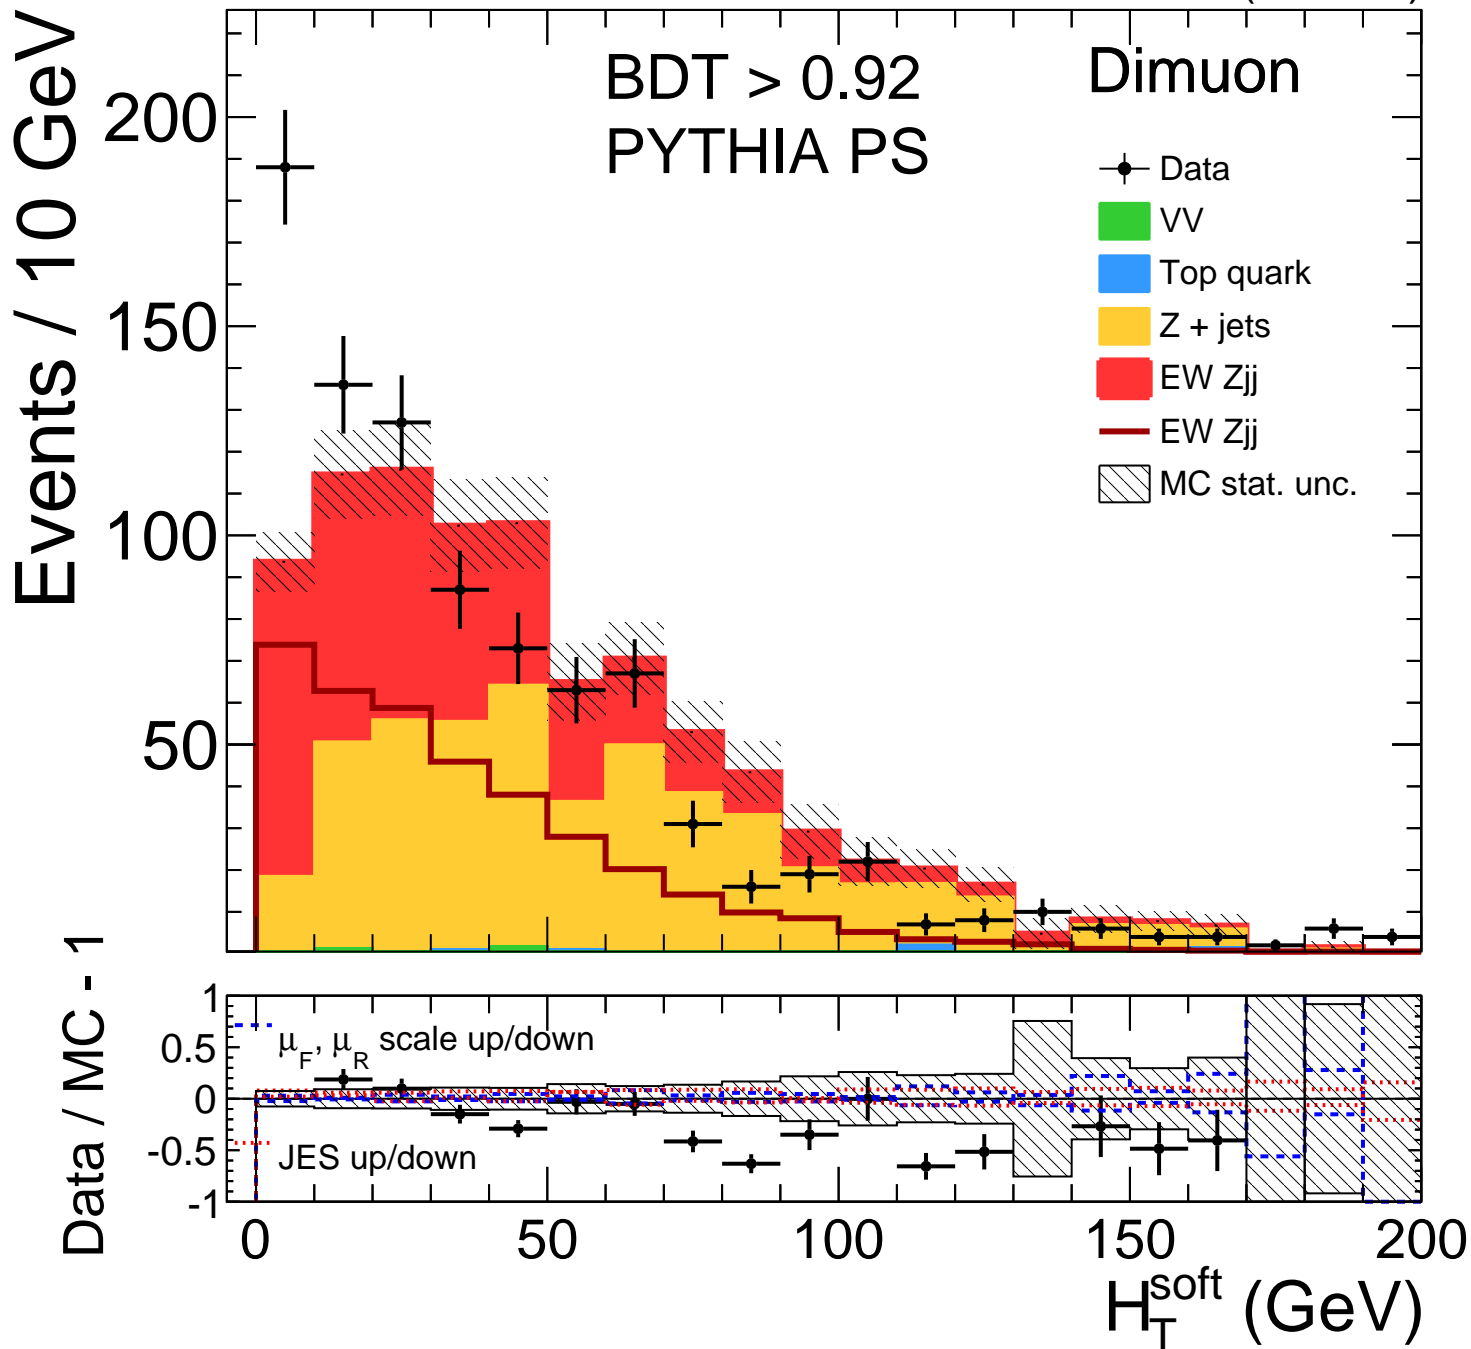 Events / 10 GeV
200
150
100
50
BDT > 0.92
PYTHIA PS
Dimuon
Data
VV
Top quark
Z + jets
EW Zjj
EW Zjj
MC stat. unc.
Data / MC - 1
1
0.5
0
-0.5
-1
μF, μR scale up/down
JES up/down
0 50 100 150 200
HTsoft (GeV)